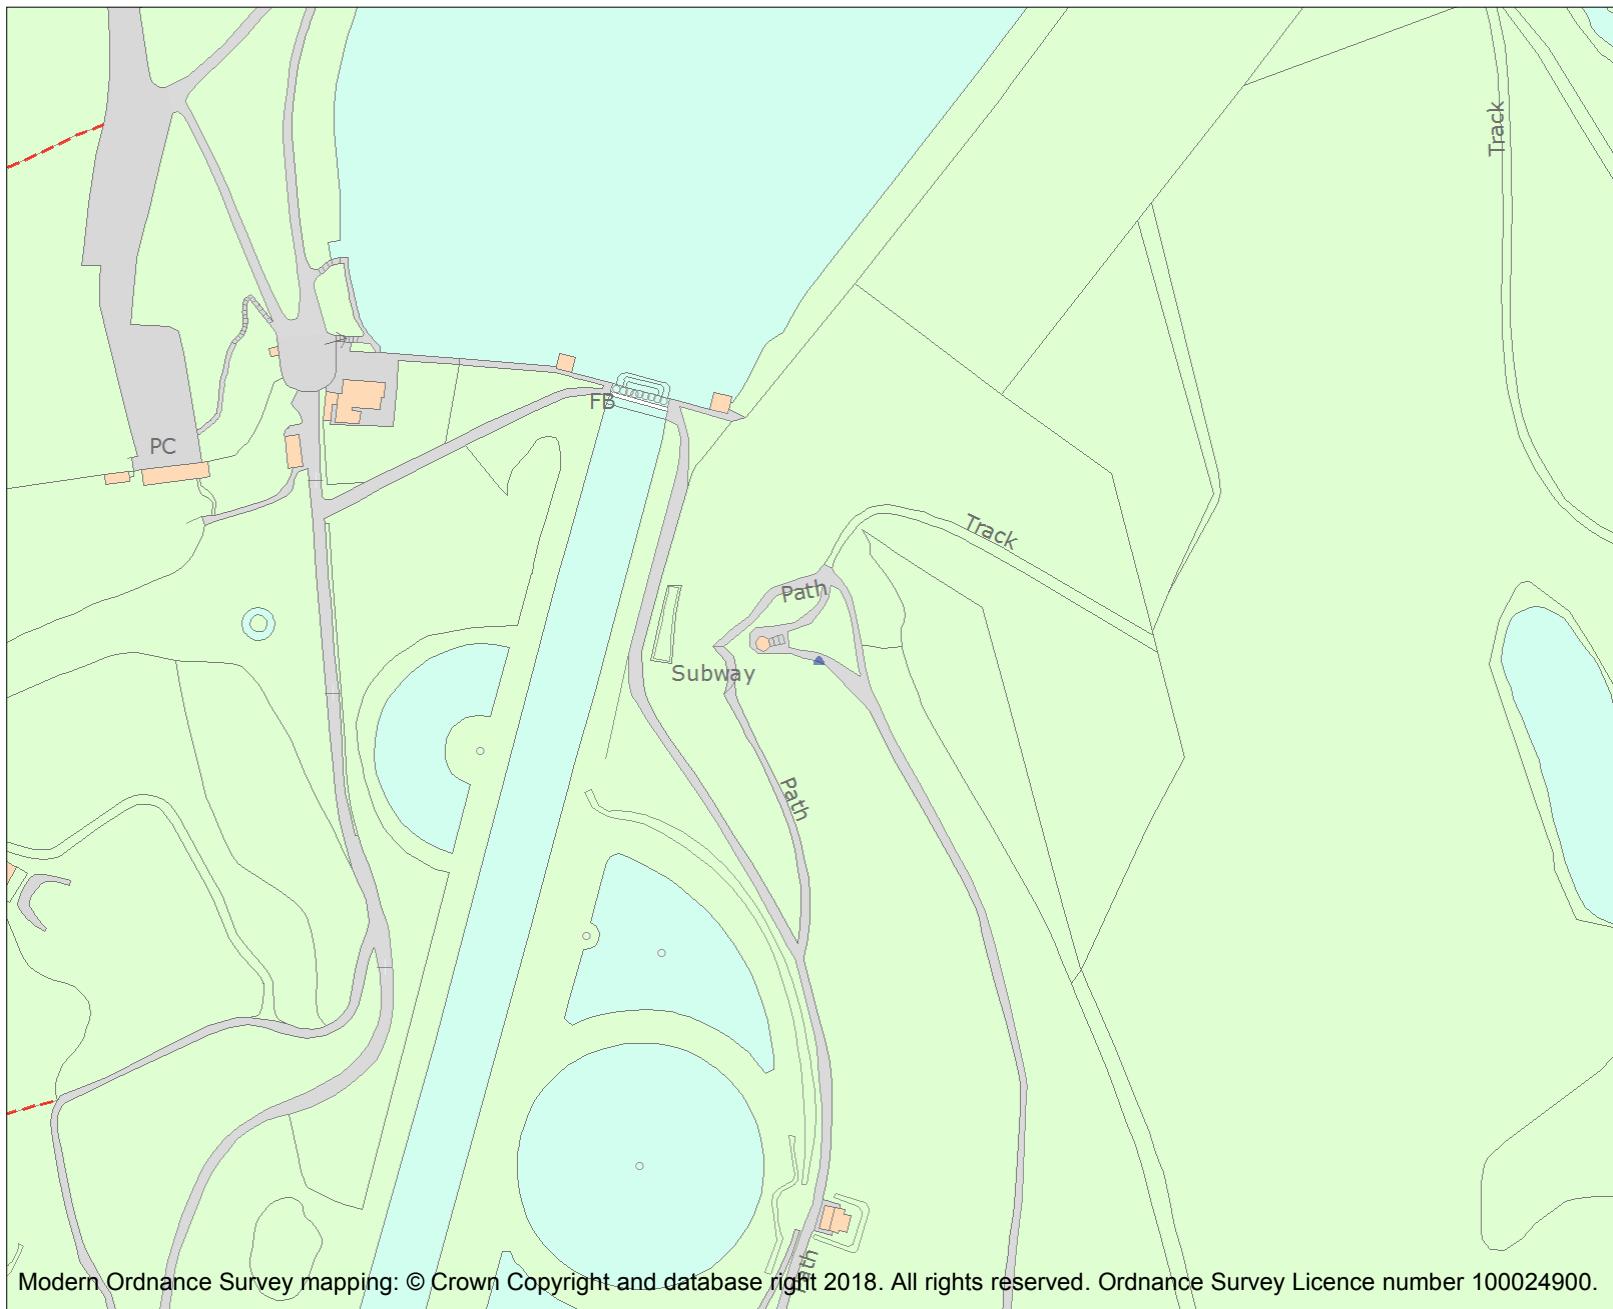 Track
FB
PC
Track
Path
Subway
Path
Path
Modern Ordnance Survey mapping: © Crown Copyright and database right 2018. All rights reserved. Ordnance Survey Licence number 100024900.